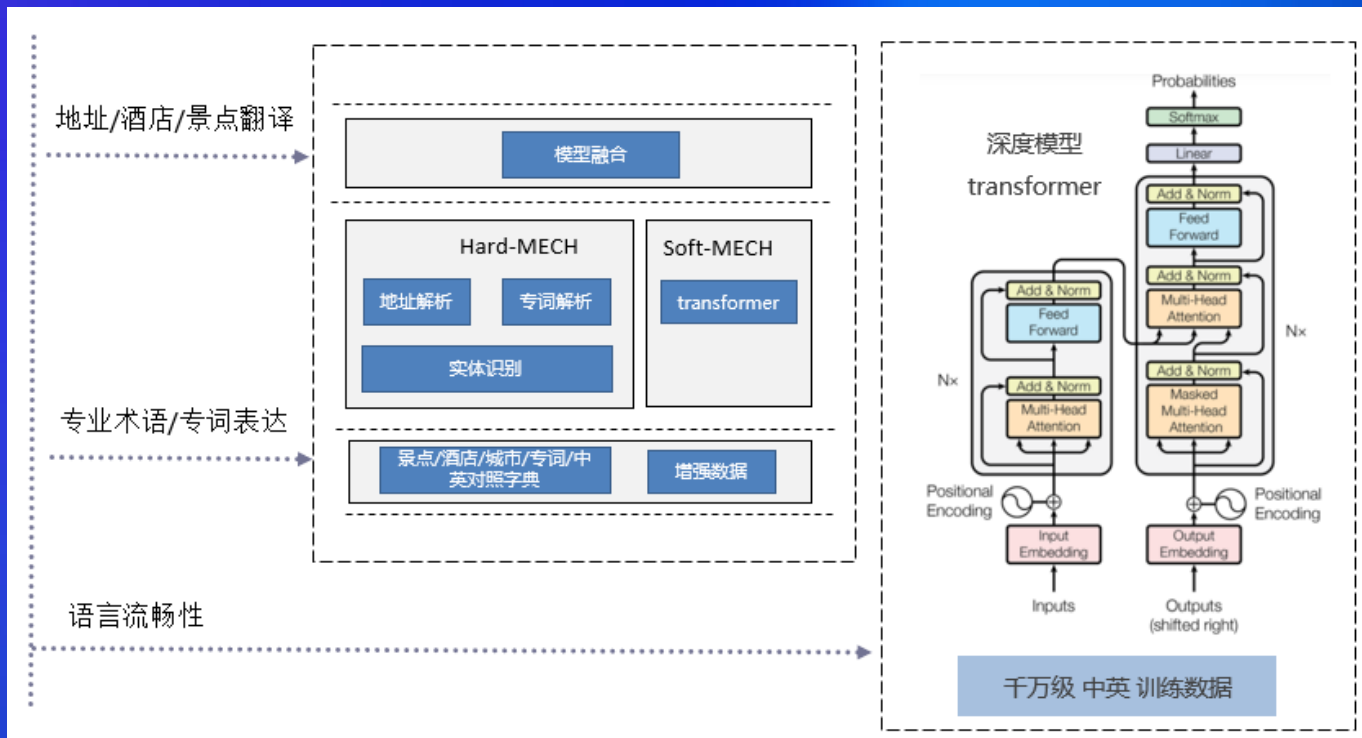 地址/酒店/景点翻译
专业术语/专词表达
语言流畅性
模型融合
Hard-MECH
地址解析
专词解析
实体识别
Soft-MECH
transformer
景点/酒店/城市/专词/中
英对照字典
增强数据
深度模型
transformer
Probabilities
Softmax
Linear
Add & Norm
Feed
Forward
Add & Norm
Multi-Head
Attention
Add & Norm
Masked
Multi-Head
Attention
N×
Add & Norm
Feed
Forward
Add & Norm
Multi-Head
Attention
N×
Positional
Encoding
Positional
Encoding
Input
Embedding
Output
Embedding
Inputs
Outputs
(shifted right)
千万级 中英 训练数据